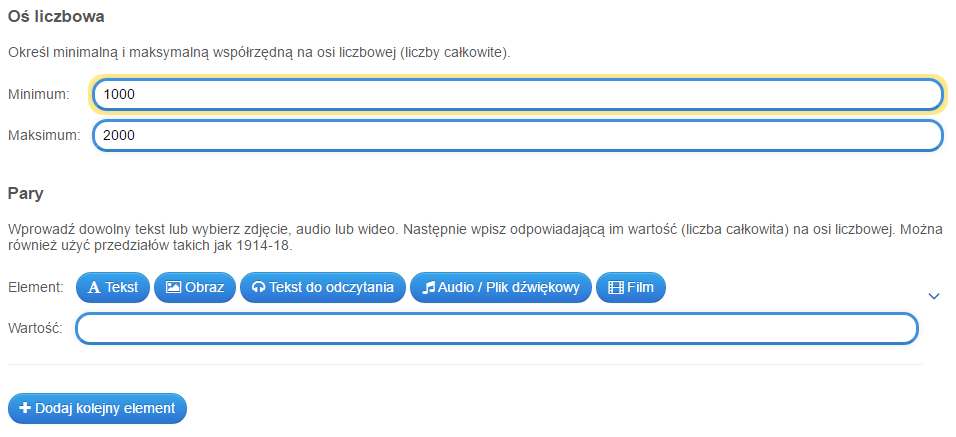 Oś liczbowa
Określ minimalną i maksymalną współrzędną na osi liczbowej (liczby całkowite).
Minimum: 1000
Maksimum: 2000
Pary
Wprowadź dowolny tekst lub wybierz zdjęcie, audio lub wideo. Następnie wpisz odpowiadającą im wartość (liczba całkowita) na osi liczbowej. Można
również użyć przedziałów takich jak 1914-18.
Element: Tekst Obraz Tekst do odczytania Audio / Plik dźwiękowy Film
Wartość:
Dodaj kolejny element